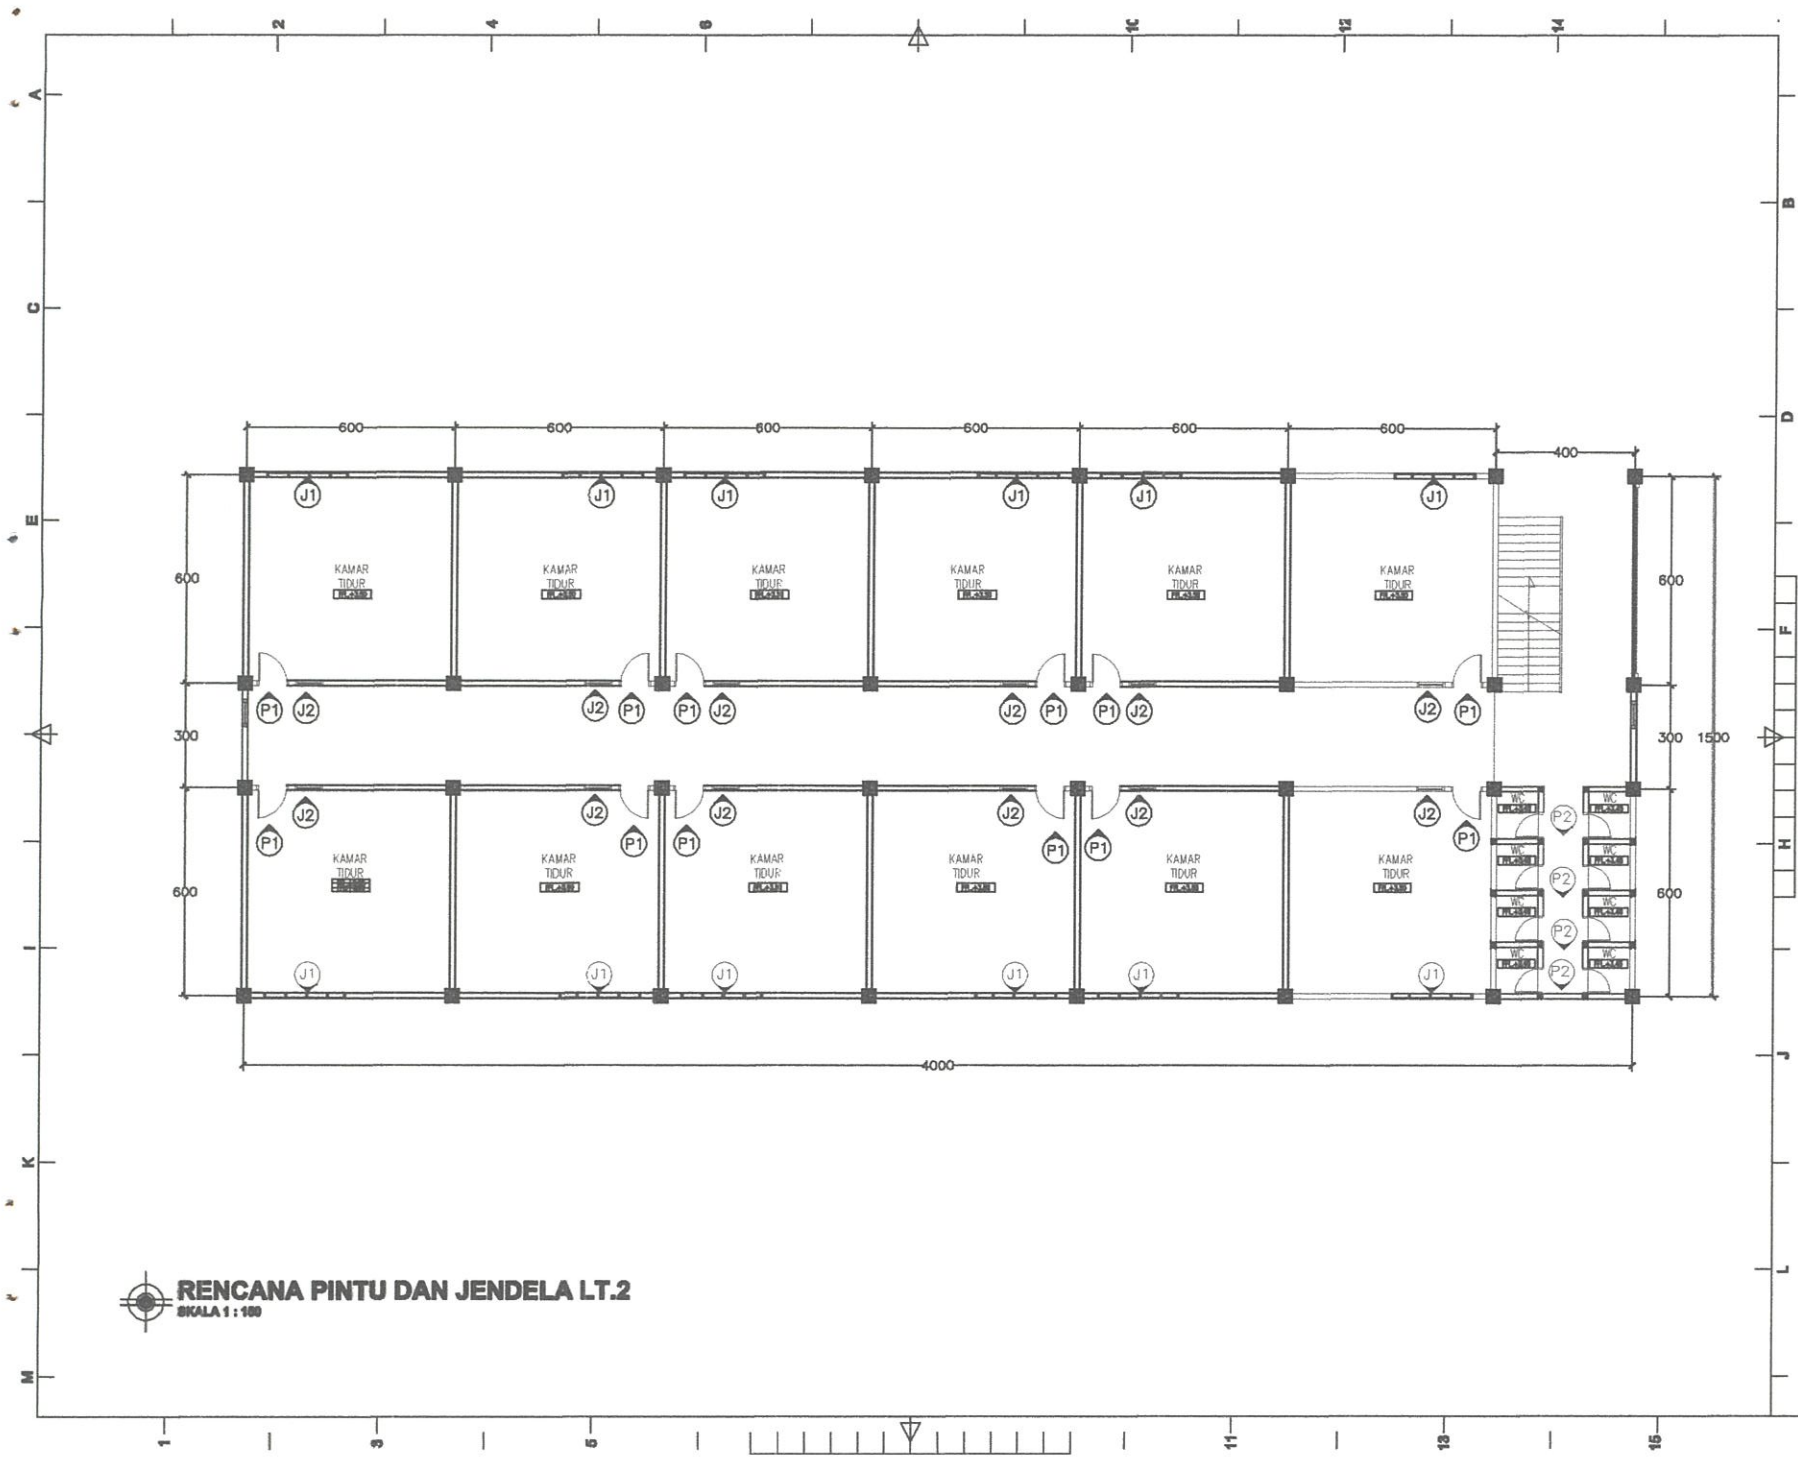 2 4 6 10 12 14
A
B
C
D
600 600 600 600 600 600
400
J1 J1 J1 J1 J1 J1
E
600 KAMAR KAMAR KAMAR KAMAR KAMAR KAMAR 600
TIDUR TIDUR TIDUR TIDUR TIDUR TIDUR
F
P1 J2 J2 P1 P1 J2 J2 P1 P1 J2 J2 P1
300 300 1500
WC WC
J2 J2 J2 J2 J2 J2 P2
P1 P1 P1 P1 P1 P1
H
WC WC
KAMAR KAMAR KAMAR KAMAR KAMAR KAMAR
TIDUR TIDUR TIDUR TIDUR TIDUR TIDUR P2
600 600
WC WC
P2
I
WC WC
J1 J1 J1 J1 J1 J1 P2
4000
J
K
L
RENCANA PINTU DAN JENDELA LT.2
SKALA 1 :
M
1 3 5 11 13 15